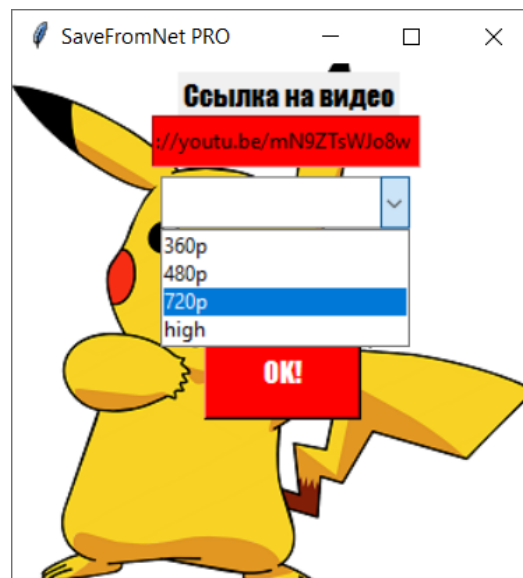 SaveFromNet PRO
Ссылка на видео
://youtu.be/mN9ZTsWJo8w
360p
480p
720p
high
OK!